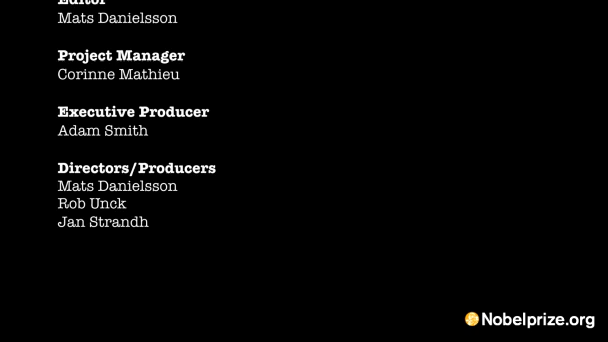 Editor
Mats Danielsson
Project Manager
Corinne Mathieu
Executive Producer
Adam Smith
Directors/Producers
Mats Danielsson
Rob Unck
Jan Strandh
Nobelprize.org